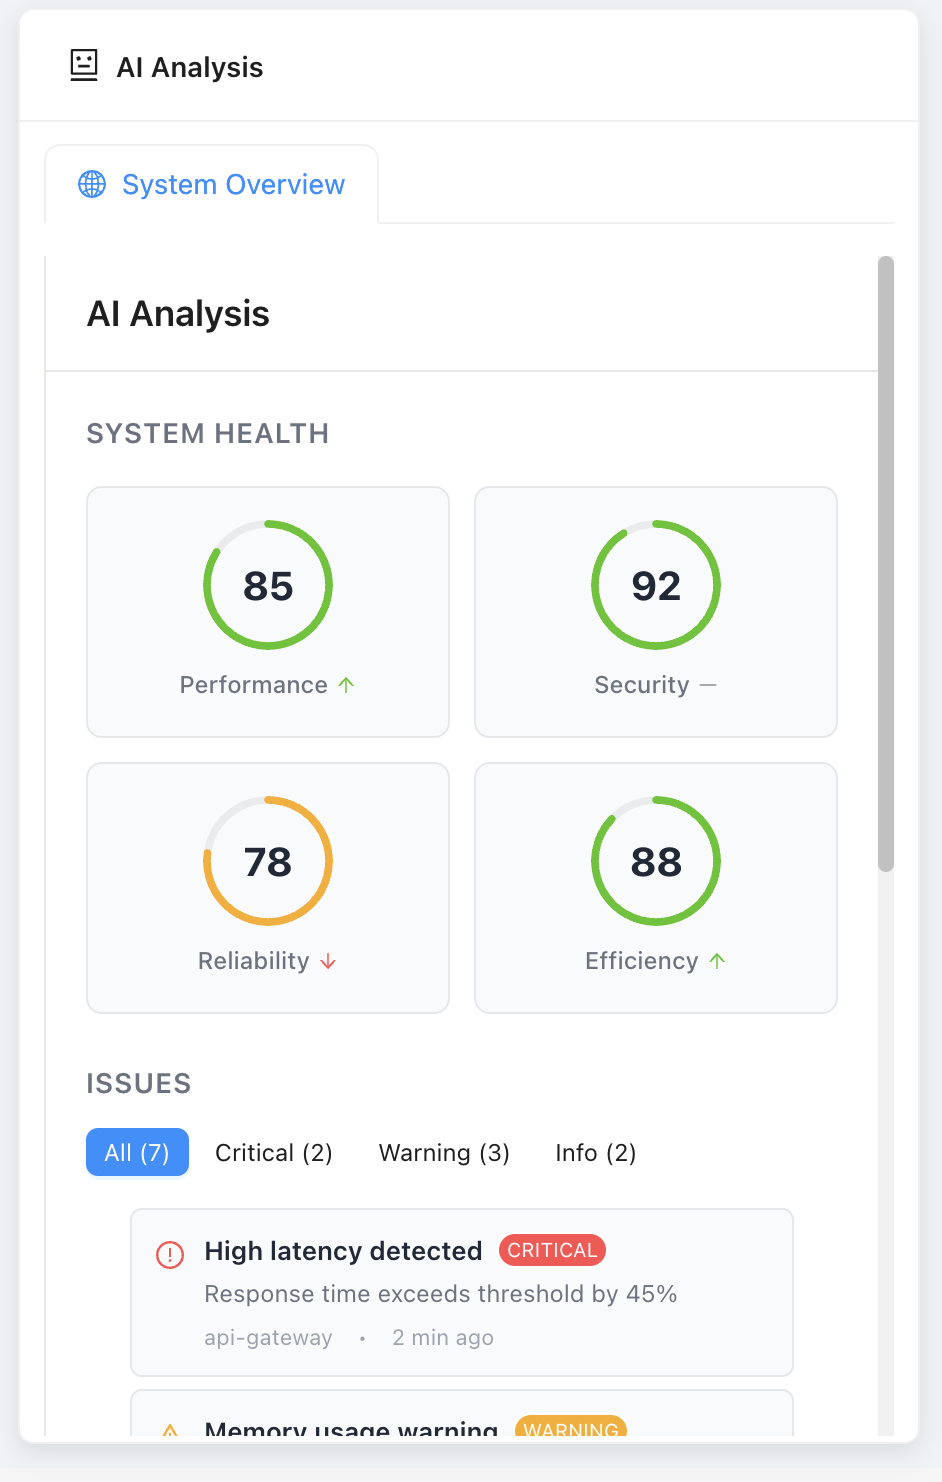 AI Analysis
System Overview
AI Analysis
SYSTEM HEALTH
85
Performance ↑
92
Security —
78
Reliability ↓
88
Efficiency ↑
ISSUES
All (7) Critical (2) Warning (3) Info (2)
High latency detected CRITICAL
Response time exceeds threshold by 45%
api-gateway • 2 min ago
Memory usage warning WARNING